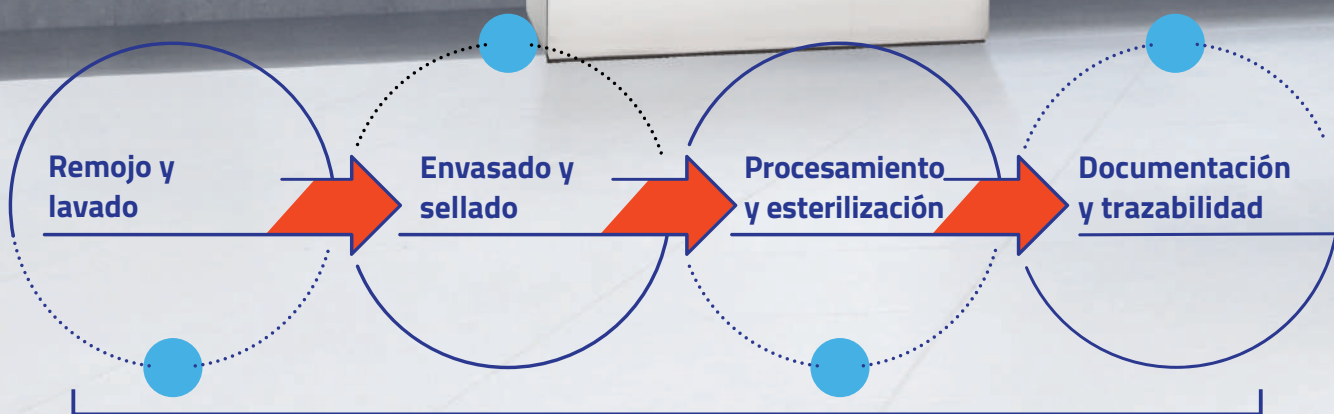 Remojo y
lavado
Envasado y
sellado
Procesamiento
y esterilización
Documentación
y trazabilidad